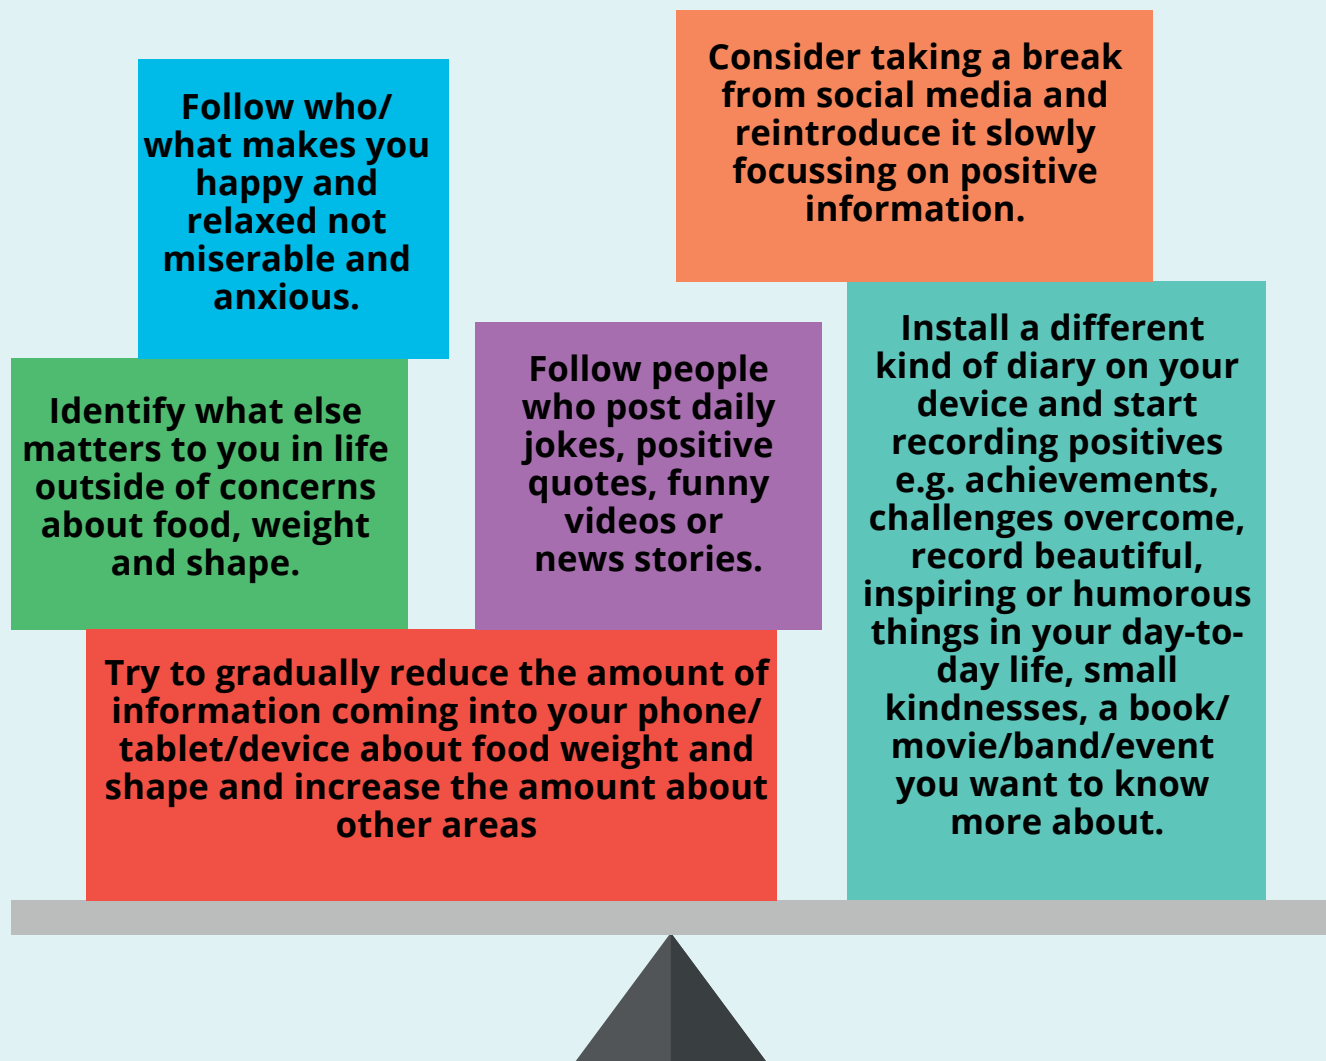 Follow who/
what makes you
happy and
relaxed not
miserable and
anxious.
Consider taking a break
from social media and
reintroduce it slowly
focussing on positive
information.
Identify what else
matters to you in life
outside of concerns
about food, weight
and shape.
Follow people
who post daily
jokes, positive
quotes, funny
videos or
news stories.
Install a different
kind of diary on your
device and start
recording positives
e.g. achievements,
challenges overcome,
record beautiful,
inspiring or humorous
things in your day-to-
day life, small
kindnesses, a book/
movie/band/event
you want to know
more about.
Try to gradually reduce the amount of
information coming into your phone/
tablet/device about food weight and
shape and increase the amount about
other areas